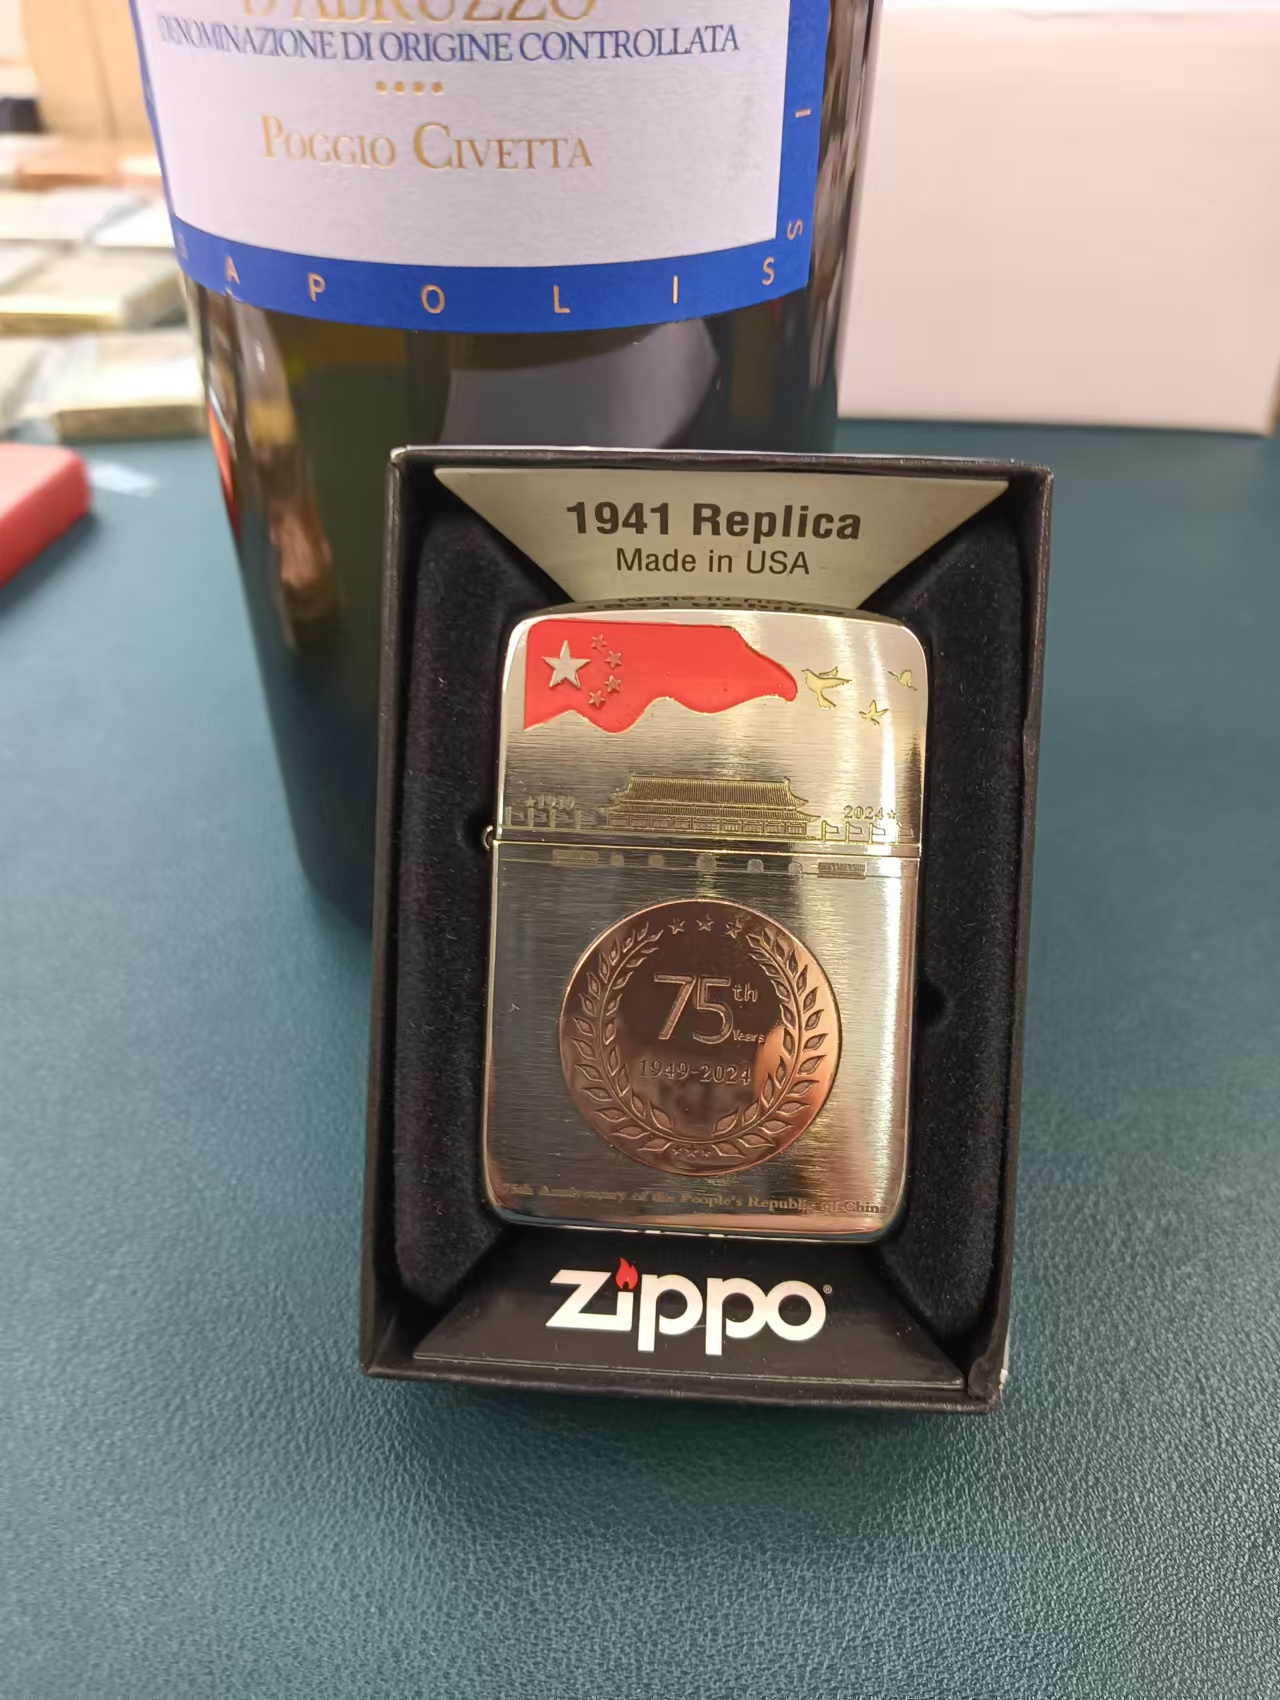 D'ABRUZZO
DENOMINAZIONE DI ORIGINE CONTROLLATA
POGGIO CIVETTA
S A P O L I S
S I
1941 Replica
Made in USA
1949
2024
75th
Years
1949-2024
75th Anniversary of the People's Republic of China
zippo®